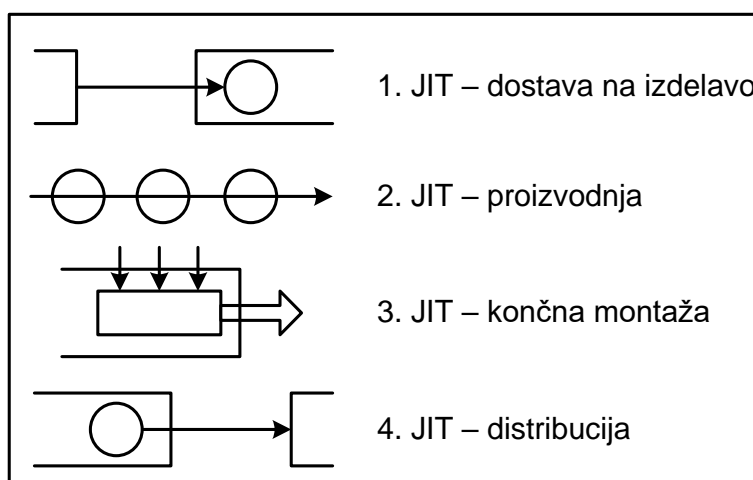 1. JIT – dostava na izdelavo
2. JIT – proizvodnja
3. JIT – končna montaža
4. JIT – distribucija